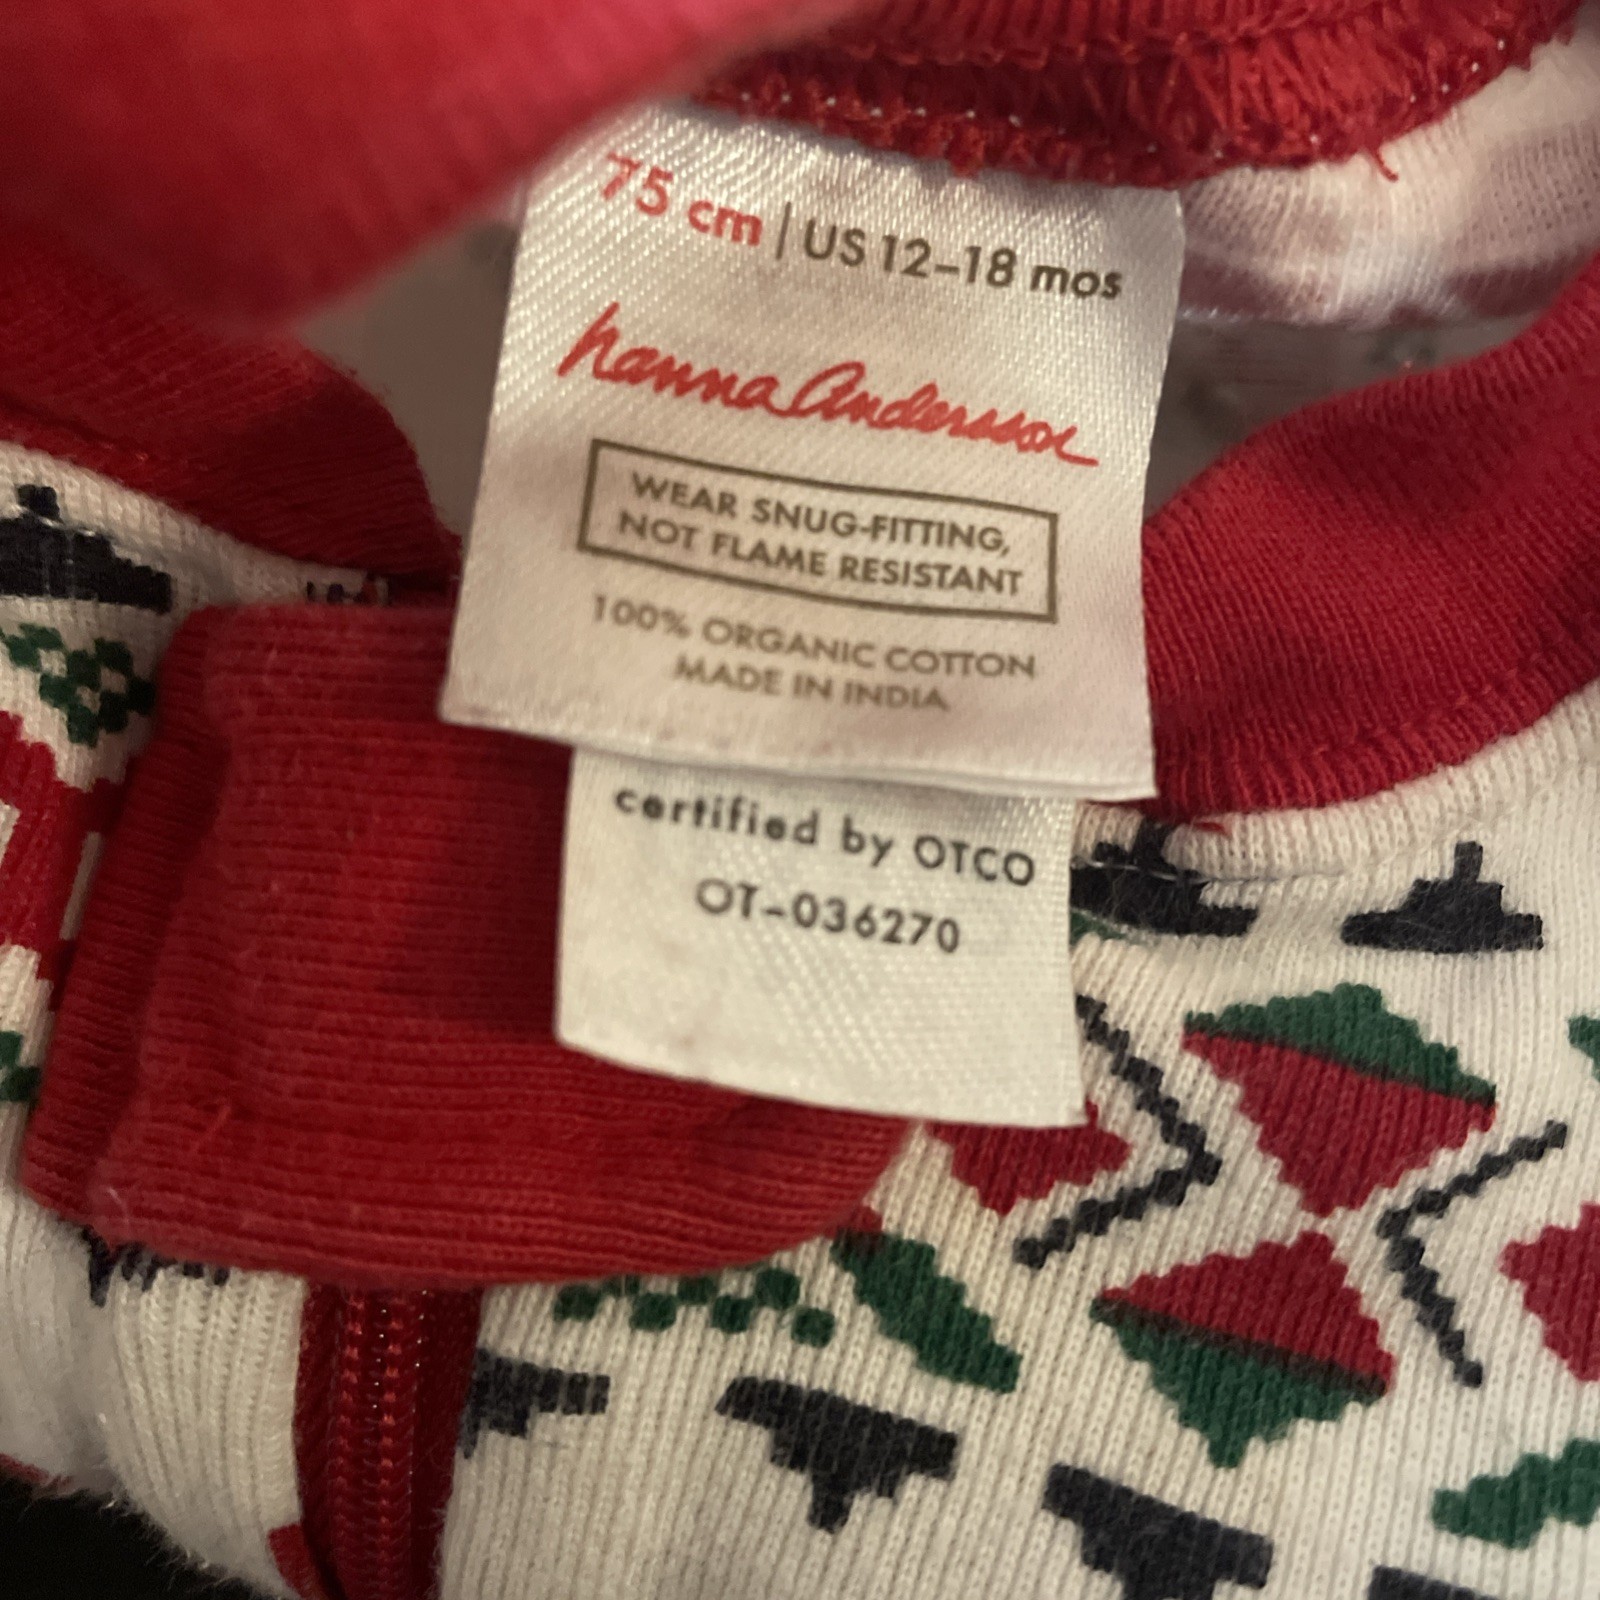 75 cm | US 12-18 mos
hanna Andersson
WEAR SNUG-FITTING,
NOT FLAME RESISTANT
100% ORGANIC COTTON
MADE IN INDIA
certified by OTCO
OT-036270